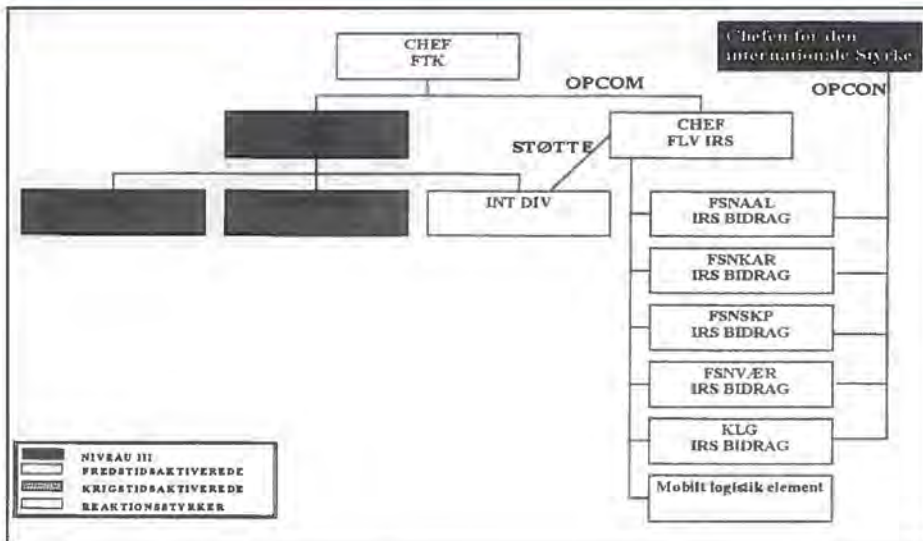 CHEF
FTK
Chefen for den
internationale Styrke
OPCOM
OPCON
CHEF
FLV IRS
STØTTE
INT DIV
FSNAAL
IRS BIDRAG
FSNKAR
IRS BIDRAG
FSNSKP
IRS BIDRAG
FSNVÆR
IRS BIDRAG
KLG
IRS BIDRAG
Mobilt logistik element
NIVEAU III
FREDSTIDSAKTIVEREDE
KRIGSTIDSAKTIVEREDE
REAKTIONSSTYRKER